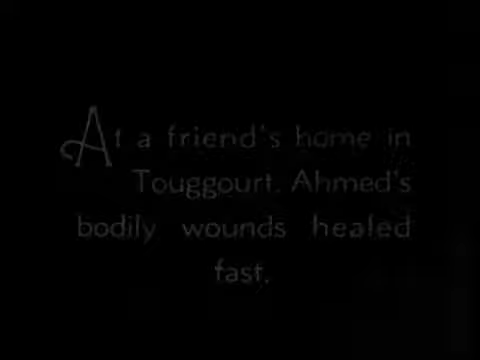 At a friend's home in
Touggourt, Ahmed's
bodily wounds healed
fast.